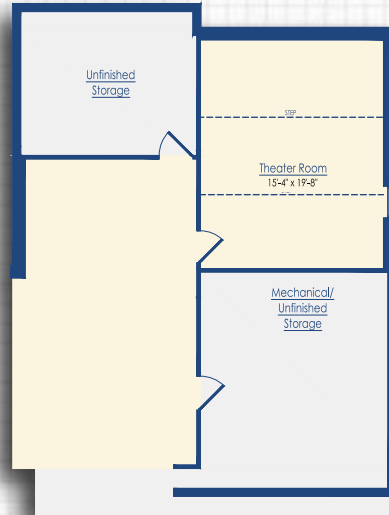 Unfinished
Storage
STEP
Theater Room
15'-4" x 19'-8"
Mechanical/
Unfinished
Storage